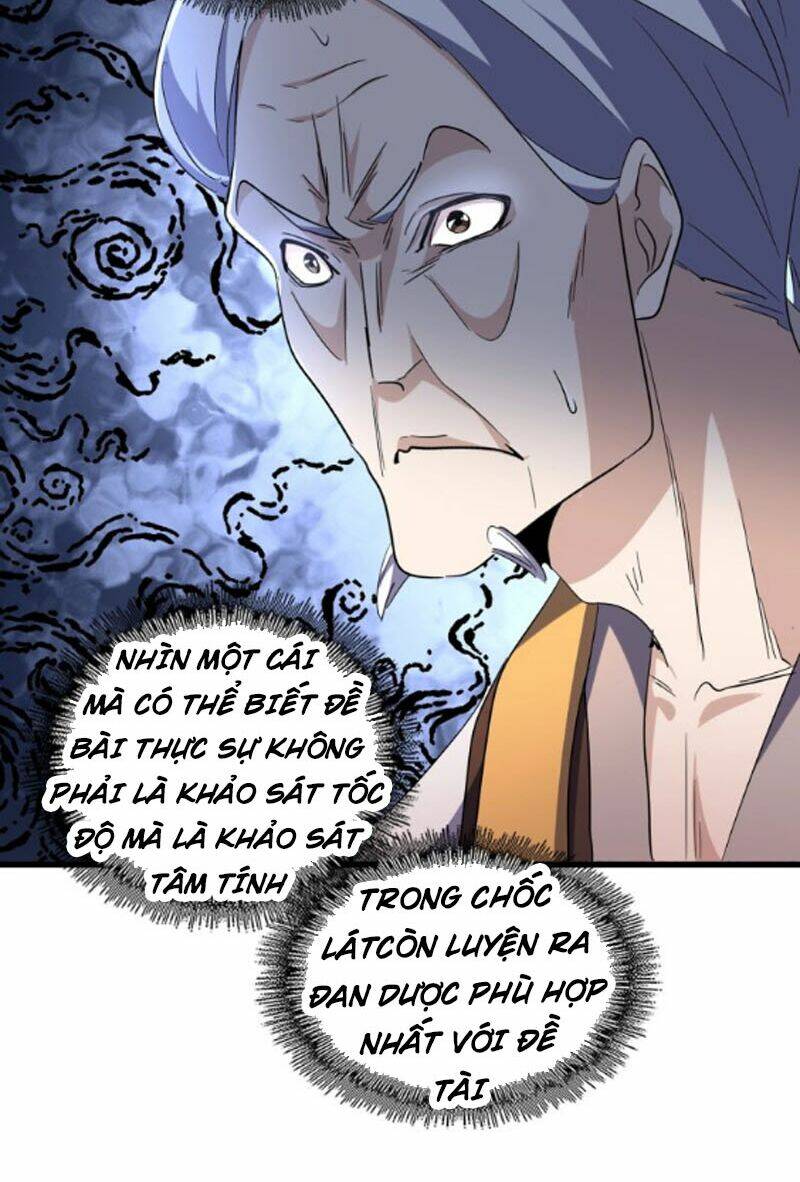 NHÌN MỘT CÁI
MÀ CÓ THỂ BIẾT ĐỀ
BÀI THỰC SỰ KHÔNG
PHẢI LÀ KHẢO SÁT TỐC
ĐỘ MÀ LÀ KHẢO SÁT
TÂM TÍNH
TRONG CHỐC
LÁTCÒN LUYỆN RA
ĐAN DƯỢC PHÙ HỢP
NHẤT VỚI ĐỀ
TÀI